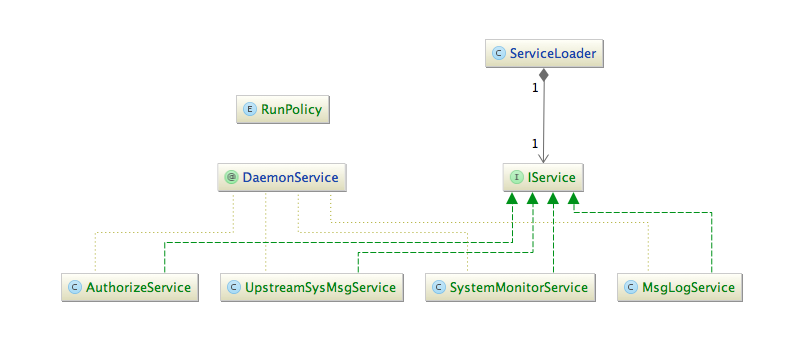 C ServiceLoader
1
E RunPolicy
1
@ DaemonService
I IService
C AuthorizeService
C UpstreamSysMsgService
C SystemMonitorService
C MsgLogService